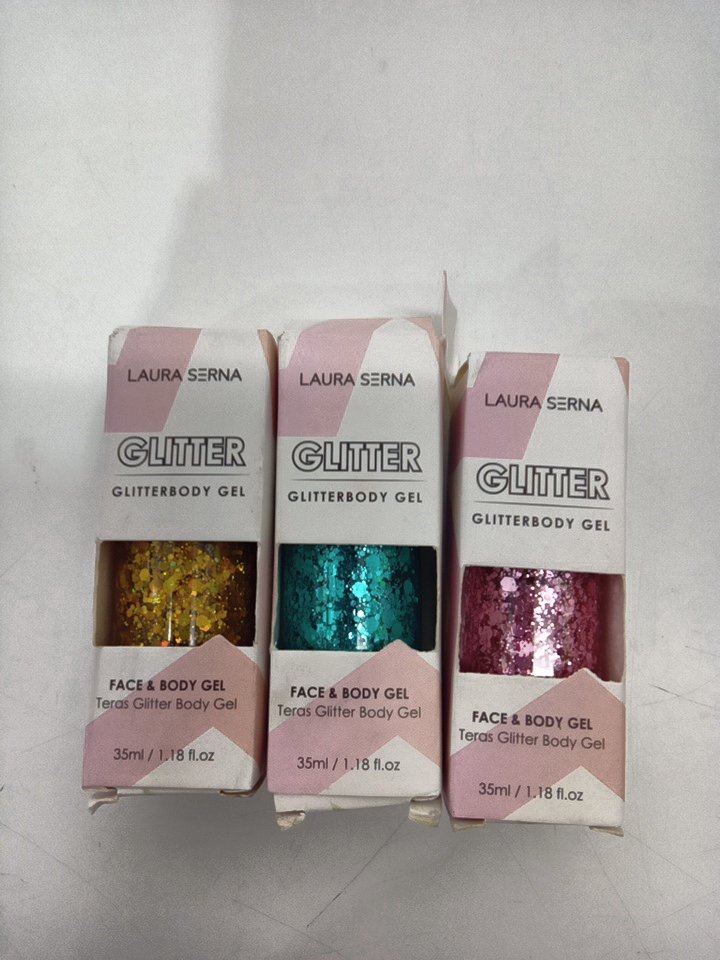 LAURA SERNA
GLITTER
GLITTERBODY GEL
FACE & BODY GEL
Teras Glitter Body Gel
35ml / 1.18 fl.oz
LAURA SERNA
GLITTER
GLITTERBODY GEL
FACE & BODY GEL
Teras Glitter Body Gel
35ml / 1.18 fl.oz
LAURA SERNA
GLITTER
GLITTERBODY GEL
FACE & BODY GEL
Teras Glitter Body Gel
35ml / 1.18 fl.oz